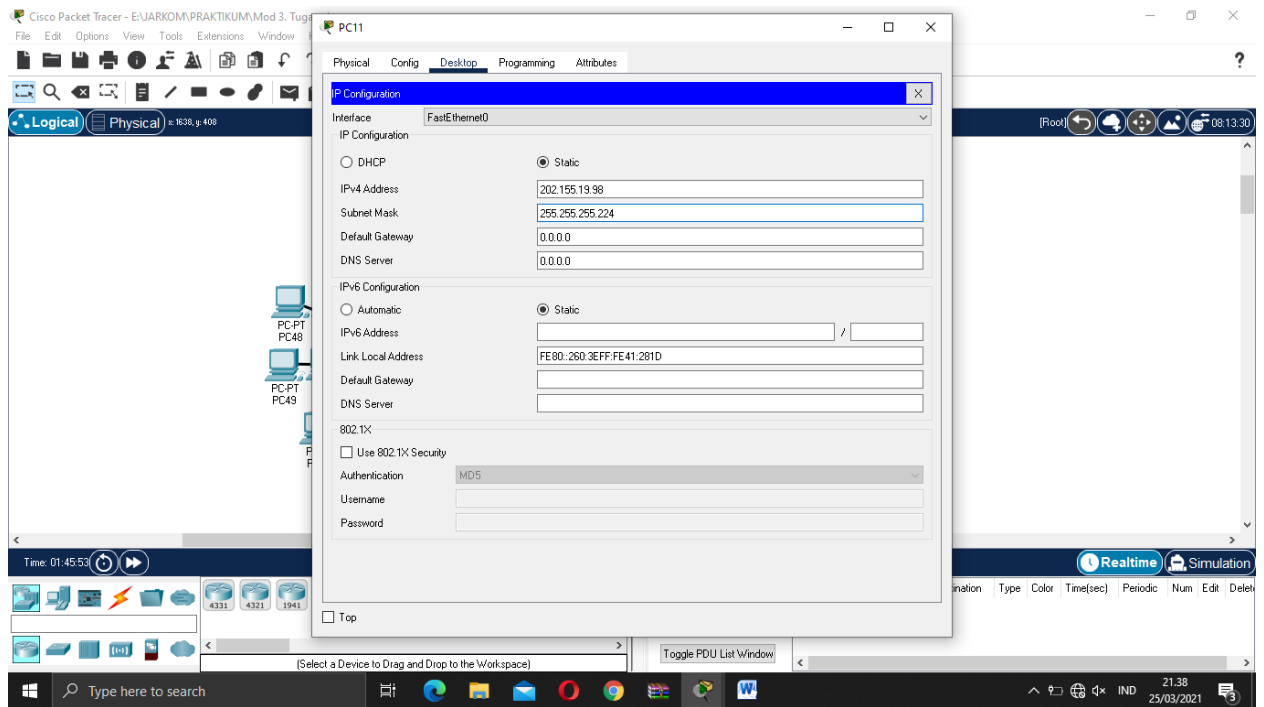 Cisco Packet Tracer - E:\JARKOM\PRAKTIKUM\Mod 3. Tuga
File Edit Options View Tools Extensions Window
?
Logical Physical x: 1638, y: 408
[Root] 08:13:30
PC-PT
PC48
PC-PT
PC49
PC11
Physical Config Desktop Programming Attributes
IP Configuration X
Interface FastEthernet0
IP Configuration
DHCP Static
IPv4 Address 202.155.19.98
Subnet Mask 255.255.255.224
Default Gateway 0.0.0.0
DNS Server 0.0.0.0
IPv6 Configuration
Automatic Static
IPv6 Address /
Link Local Address FE80::260:3EFF:FE41:281D
Default Gateway
DNS Server
802.1X
Use 802.1X Security
Authentication MD5
Username
Password
Top
Time: 01:45:53
Realtime Simulation
4331 4321 1941
ination Type Color Time(sec) Periodic Num Edit Delet
(Select a Device to Drag and Drop to the Workspace)
Toggle PDU List Window
Type here to search
IND
21.38
25/03/2021
3